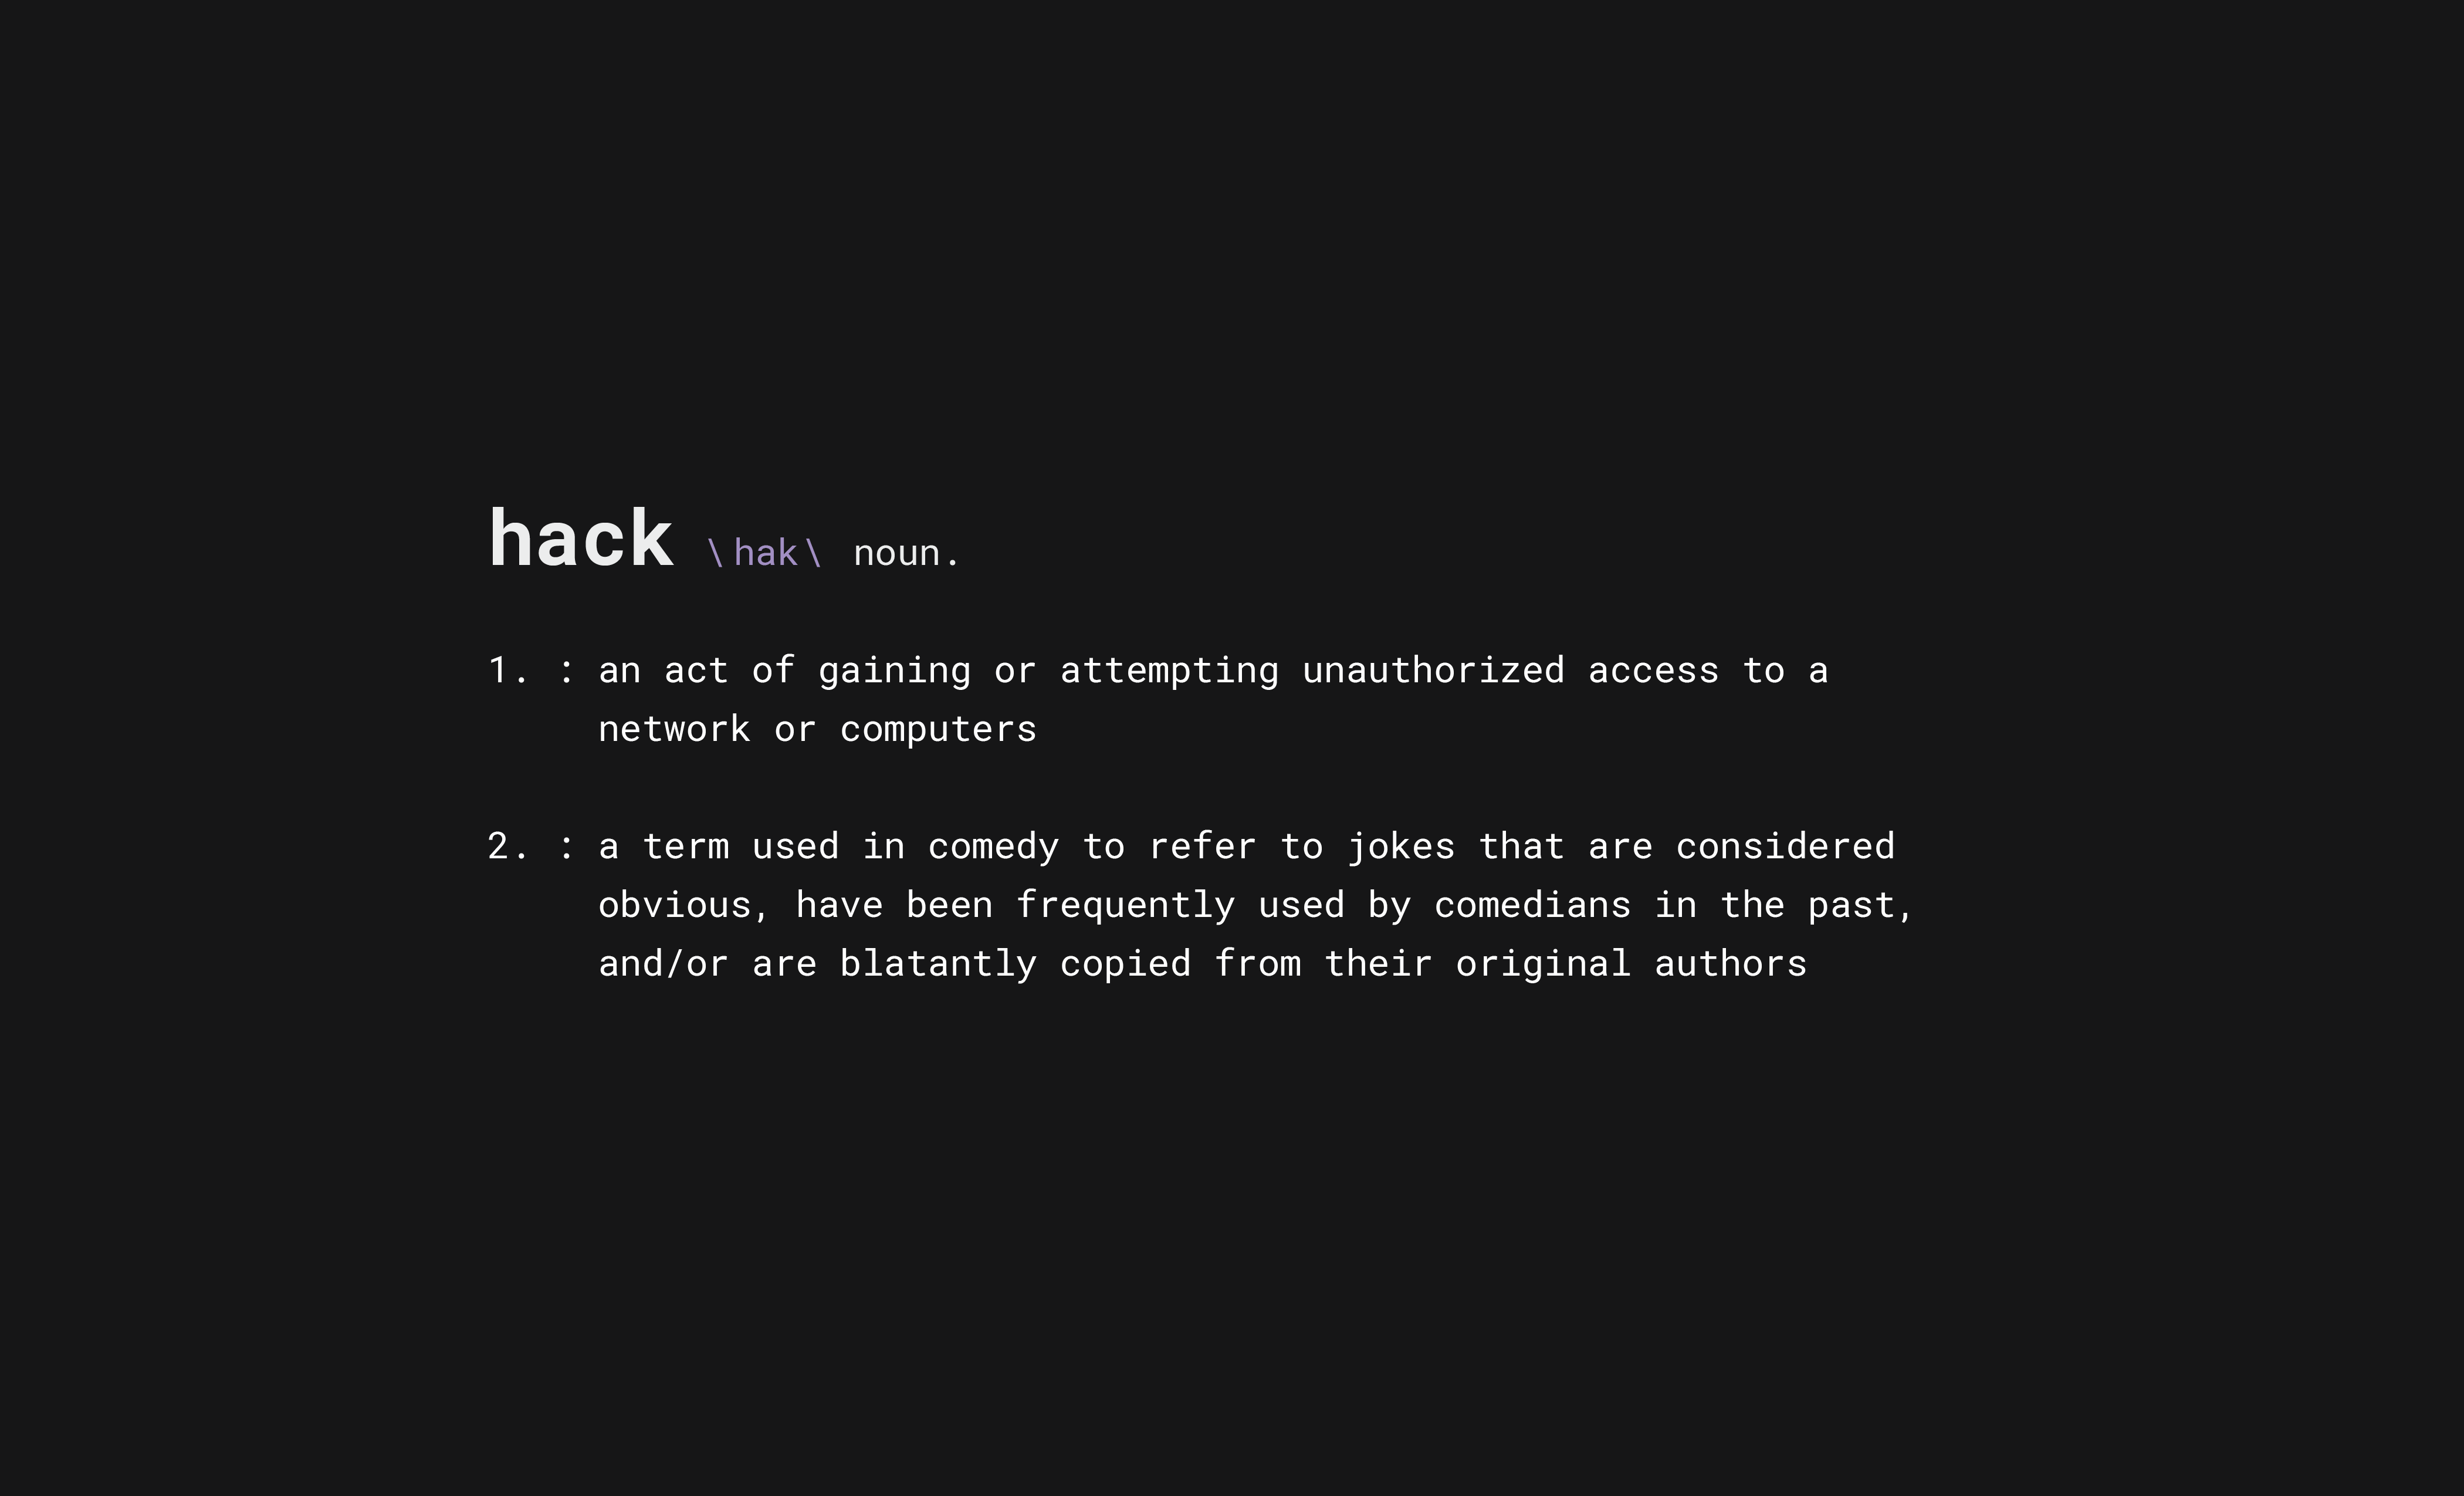 hack \hak\ noun.
1. : an act of gaining or attempting unauthorized access to a
network or computers
2. : a term used in comedy to refer to jokes that are considered
obvious, have been frequently used by comedians in the past,
and/or are blatantly copied from their original authors